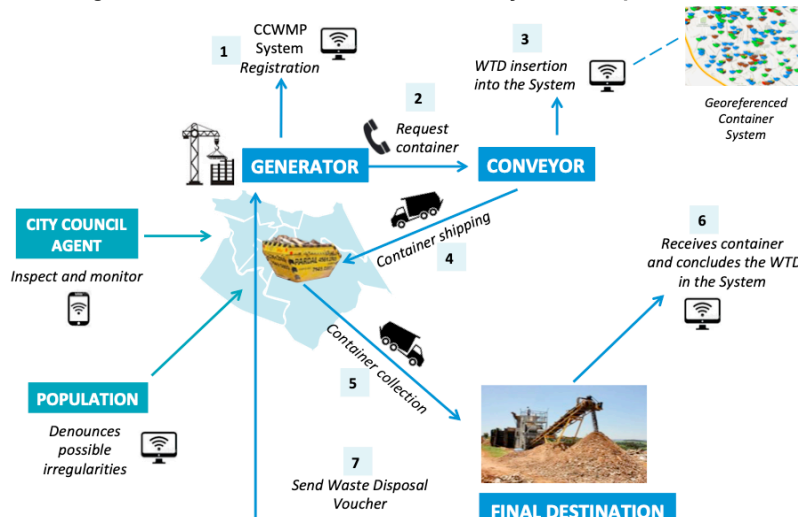 1
CCWMP
System
Registration
2
Request
container
3
WTD insertion
into the System
Georeferenced
Container
System
GENERATOR
CONVEYOR
CITY COUNCIL
AGENT
Inspect and monitor
Container shipping
4
6
Receives container
and concludes the WTD
in the System
PARDAL
Container collection
5
POPULATION
Denounces
possible
irregularities
7
Send Waste Disposal
Voucher
FINAL DESTINATION